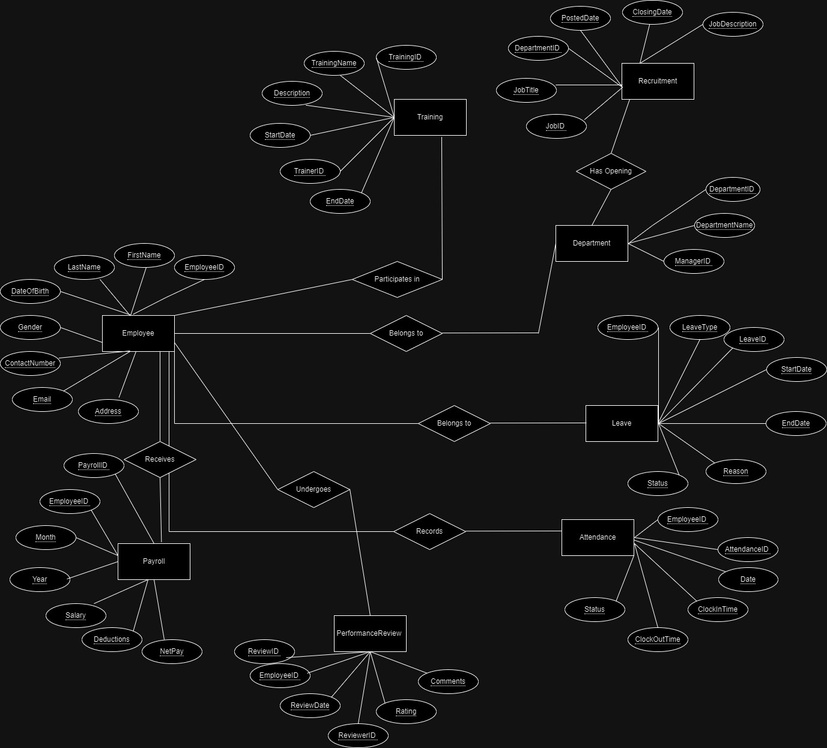 ClosingDate
PostedDate
JobDescription
DepartmentID
TrainingName
TrainingID
Recruitment
Description
JobTitle
Training
StartDate
JobID
TrainerID
Has Opening
EndDate
DepartmentID
DepartmentName
Department
ManagerID
FirstName
LastName
EmployeeID
Participates in
DateOfBirth
Gender
Employee
Belongs to
EmployeeID
LeaveType
LeaveID
ContactNumber
StartDate
Email
Address
Belongs to
Leave
EndDate
Receives
PayrollID
Reason
Status
Undergoes
EmployeeID
EmployeeID
Records
Month
Attendance
AttendanceID
Payroll
Year
Date
Status
ClockInTime
Salary
Deductions
PerformanceReview
ClockOutTime
NetPay
ReviewID
EmployeeID
Comments
ReviewDate
Rating
ReviewerID